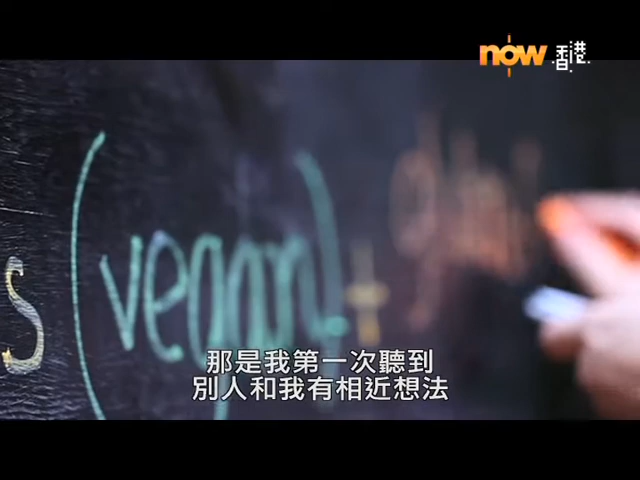 now 香港
s (vegan) +
那是我第一次聽到
別人和我有相近想法